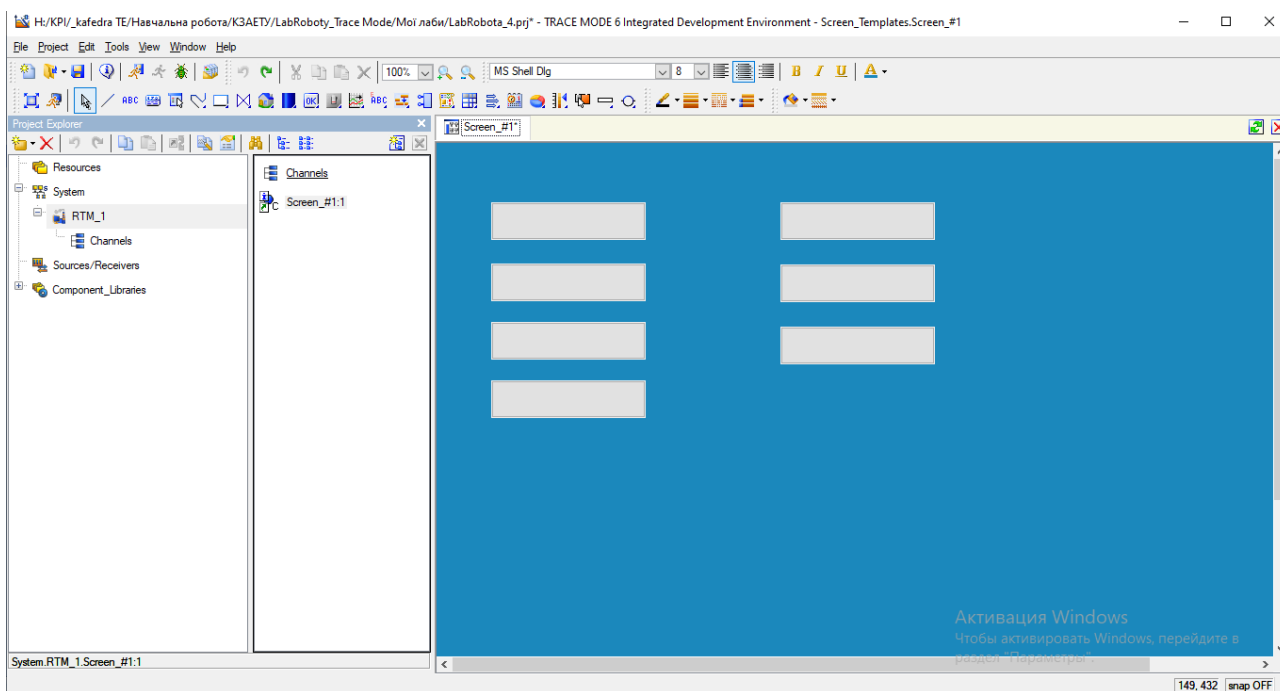 H:/KPI/_kafedra TE/Навчальна робота/КЗАЕТУ/LabRoboty_Trace Mode/Мої лаби/LabRobota_4.prj* - TRACE MODE 6 Integrated Development Environment - Screen_Templates.Screen_#1
File Project Edit Tools View Window Help
100% MS Shell Dlg 8 B I U A
ABC OK ABC
Project Explorer
Screen_#1*
Resources
System
RTM_1
Channels
Sources/Receivers
Component_Libraries
Channels
Screen_#1:1
Активация Windows
Чтобы активировать Windows, перейдите в
раздел "Параметры".
System.RTM_1.Screen_#1:1
149, 432 snap OFF